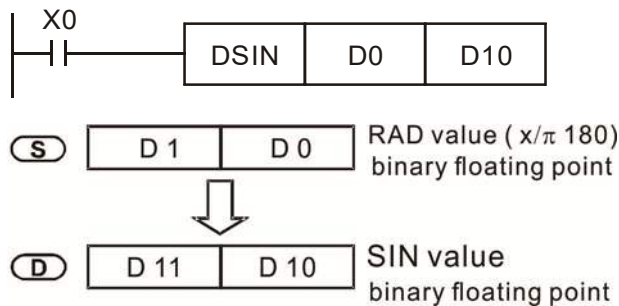 X0
DSIN D0 D10
S D 1 D 0 RAD value ( x/π 180)
binary floating point
D D 11 D 10 SIN value
binary floating point